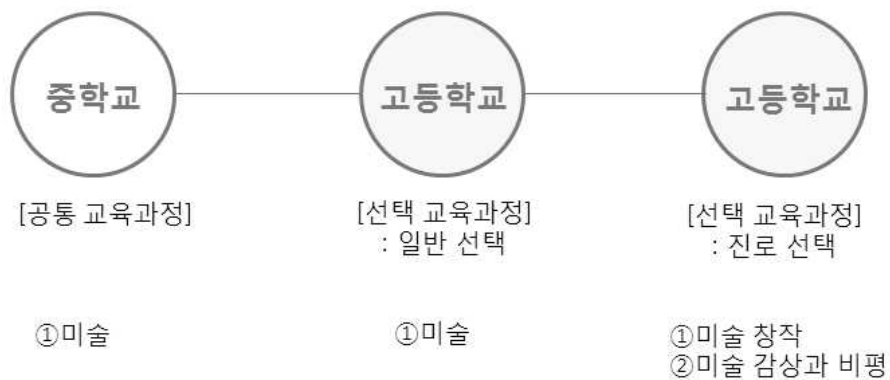 중학교
고등학교
고등학교
[공통 교육과정]
[선택 교육과정]
: 일반 선택
[선택 교육과정]
: 진로 선택
①미술
①미술
①미술 창작
②미술 감상과 비평